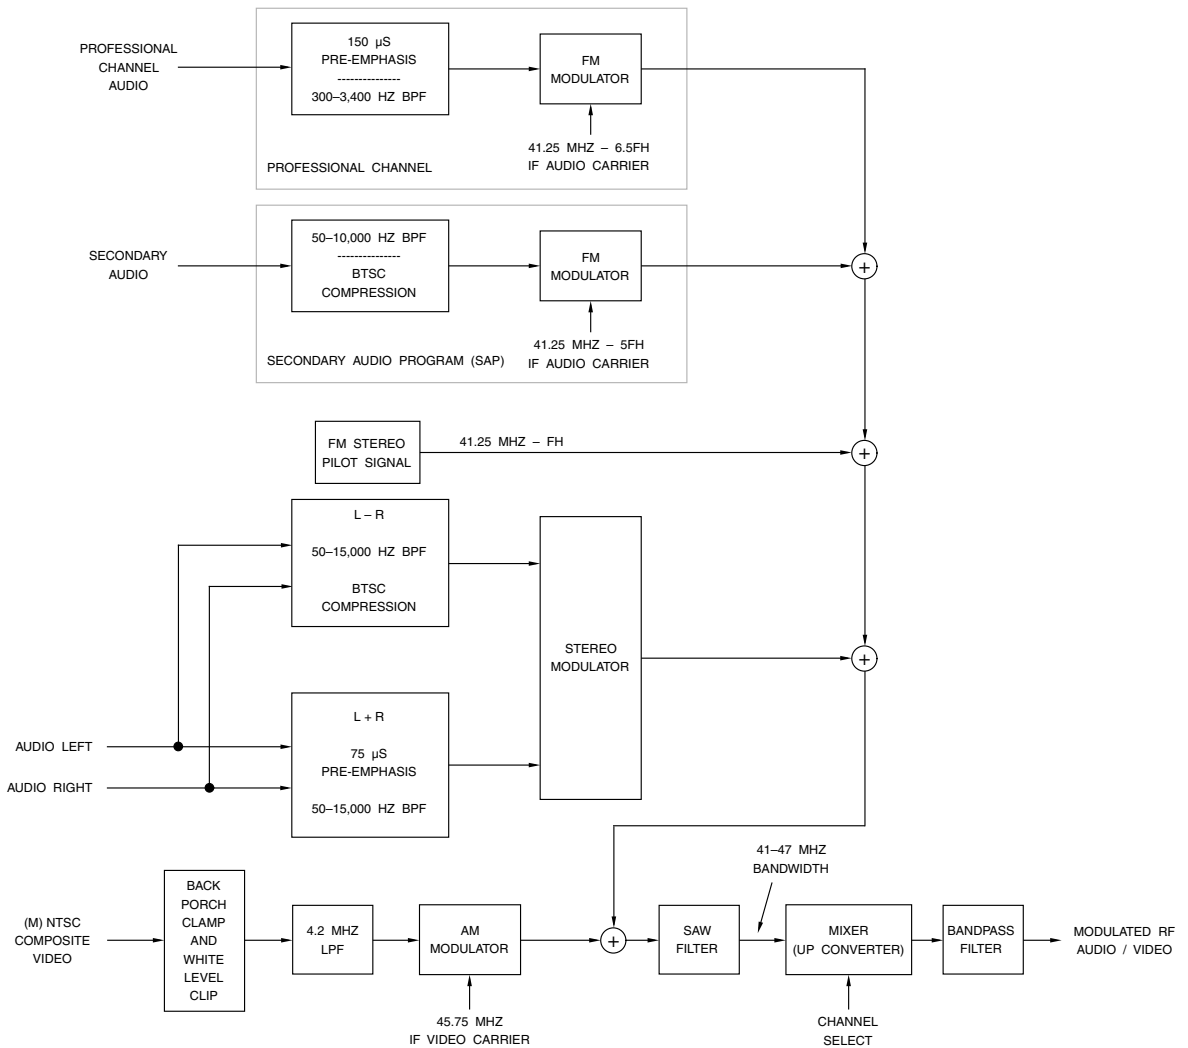 PROFESSIONAL
CHANNEL
AUDIO
150 µS
PRE-EMPHASIS
---------------
300–3,400 HZ BPF
FM
MODULATOR
41.25 MHZ – 6.5FH
IF AUDIO CARRIER
PROFESSIONAL CHANNEL
SECONDARY
AUDIO
50–10,000 HZ BPF
---------------
BTSC
COMPRESSION
FM
MODULATOR
41.25 MHZ – 5FH
IF AUDIO CARRIER
SECONDARY AUDIO PROGRAM (SAP)
+
FM STEREO
PILOT SIGNAL
41.25 MHZ – FH
+
L – R
50–15,000 HZ BPF
BTSC
COMPRESSION
STEREO
MODULATOR
+
AUDIO LEFT
AUDIO RIGHT
L + R
75 µS
PRE-EMPHASIS
50–15,000 HZ BPF
(M) NTSC
COMPOSITE
VIDEO
BACK
PORCH
CLAMP
AND
WHITE
LEVEL
CLIP
4.2 MHZ
LPF
AM
MODULATOR
45.75 MHZ
IF VIDEO CARRIER
+
SAW
FILTER
41–47 MHZ
BANDWIDTH
MIXER
(UP CONVERTER)
CHANNEL
SELECT
BANDPASS
FILTER
MODULATED RF
AUDIO / VIDEO